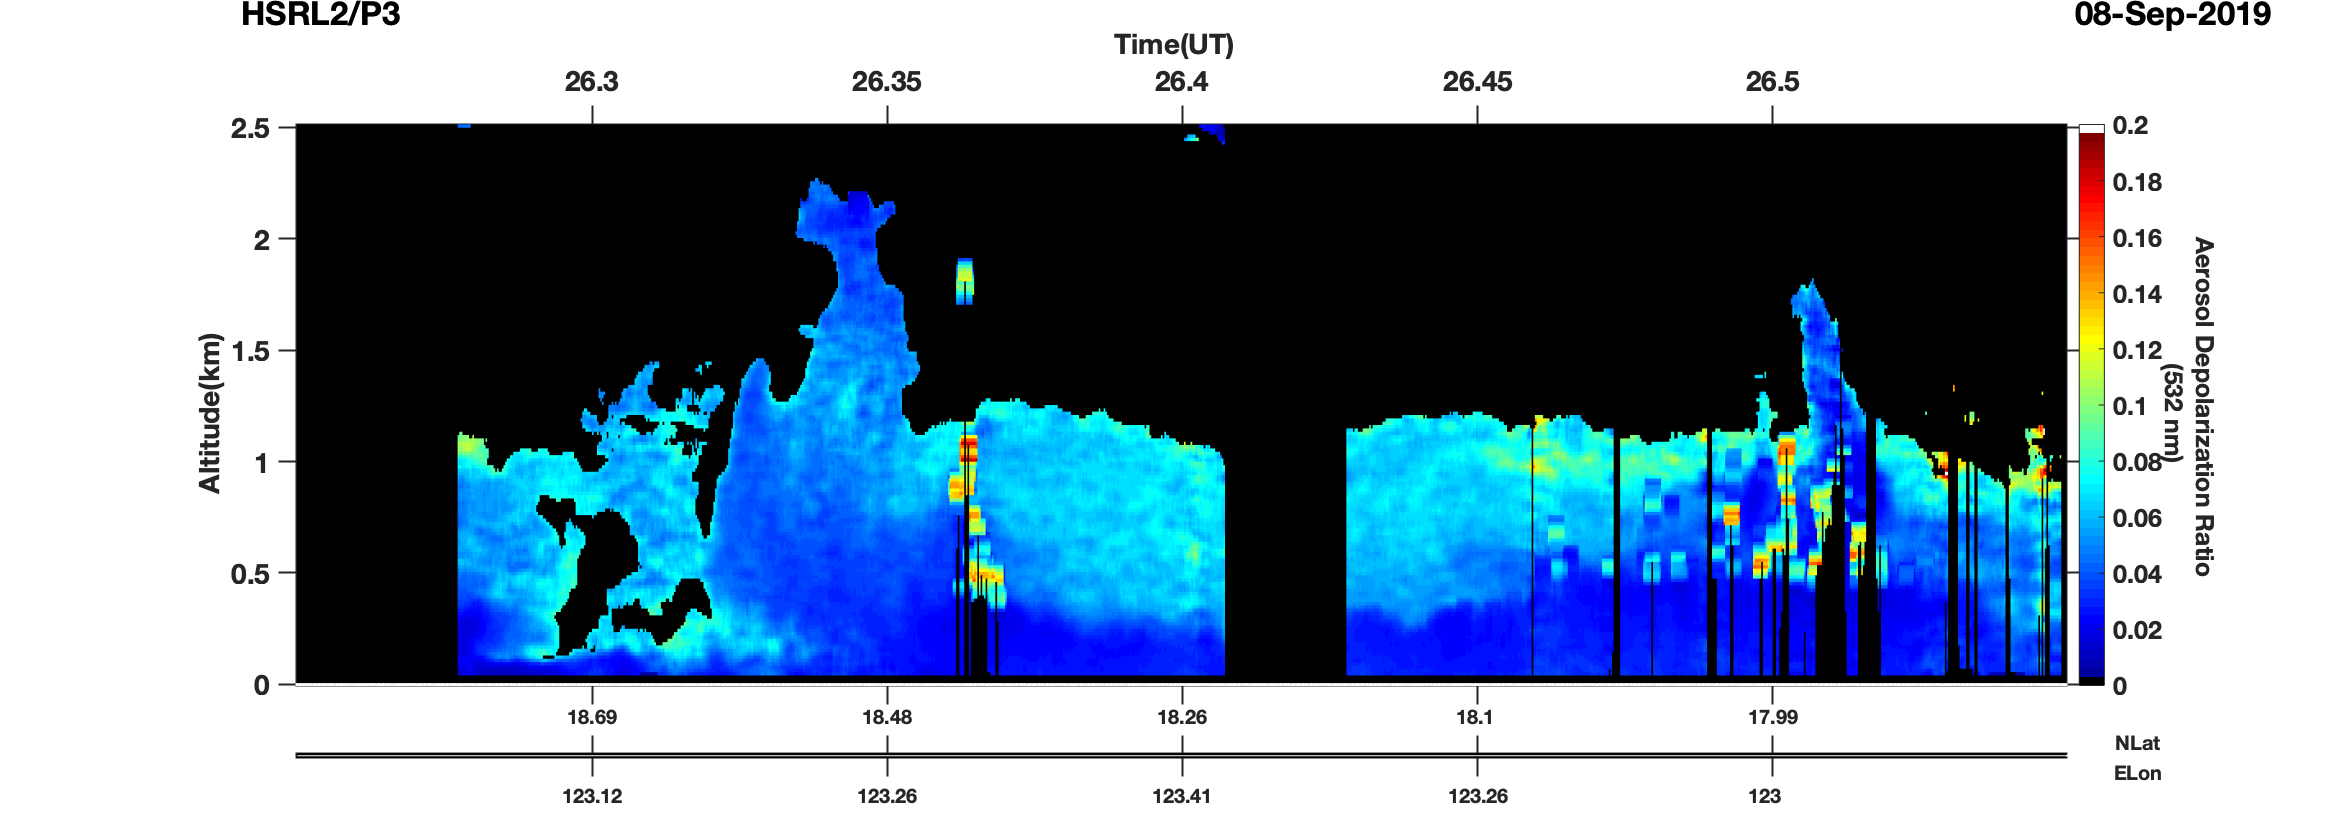 HSRL2/P3
08-Sep-2019
Time(UT)
26.3 26.35 26.4 26.45 26.5
2.5
2
1.5
1
0.5
0
Altitude(km)
0.2
0.18
0.16
0.14
0.12
0.1
0.08
0.06
0.04
0.02
0
Aerosol Depolarization Ratio
(532 nm)
18.69 18.48 18.26 18.1 17.99
NLat
ELon
123.12 123.26 123.41 123.26 123